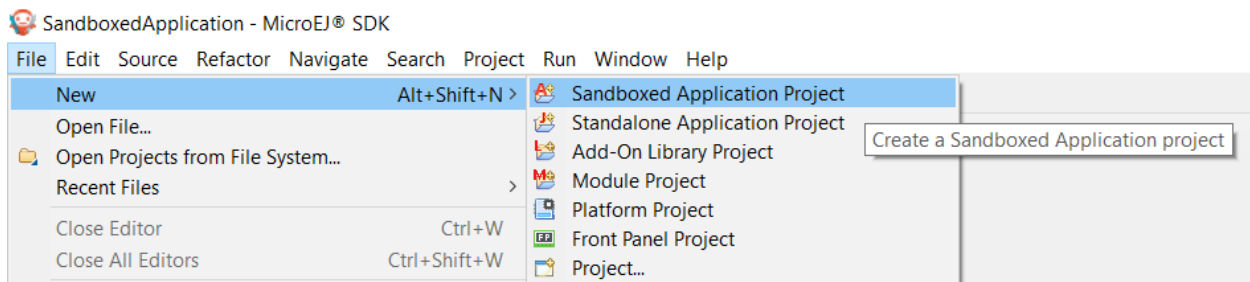 SandboxedApplication - MicroEJ® SDK
File Edit Source Refactor Navigate Search Project Run Window Help
New Alt+Shift+N > Sandboxed Application Project
Open File... Standalone Application Project
Create a Sandboxed Application project
Open Projects from File System... Add-On Library Project
Recent Files > Module Project
Platform Project
Close Editor Ctrl+W Front Panel Project
Close All Editors Ctrl+Shift+W Project...